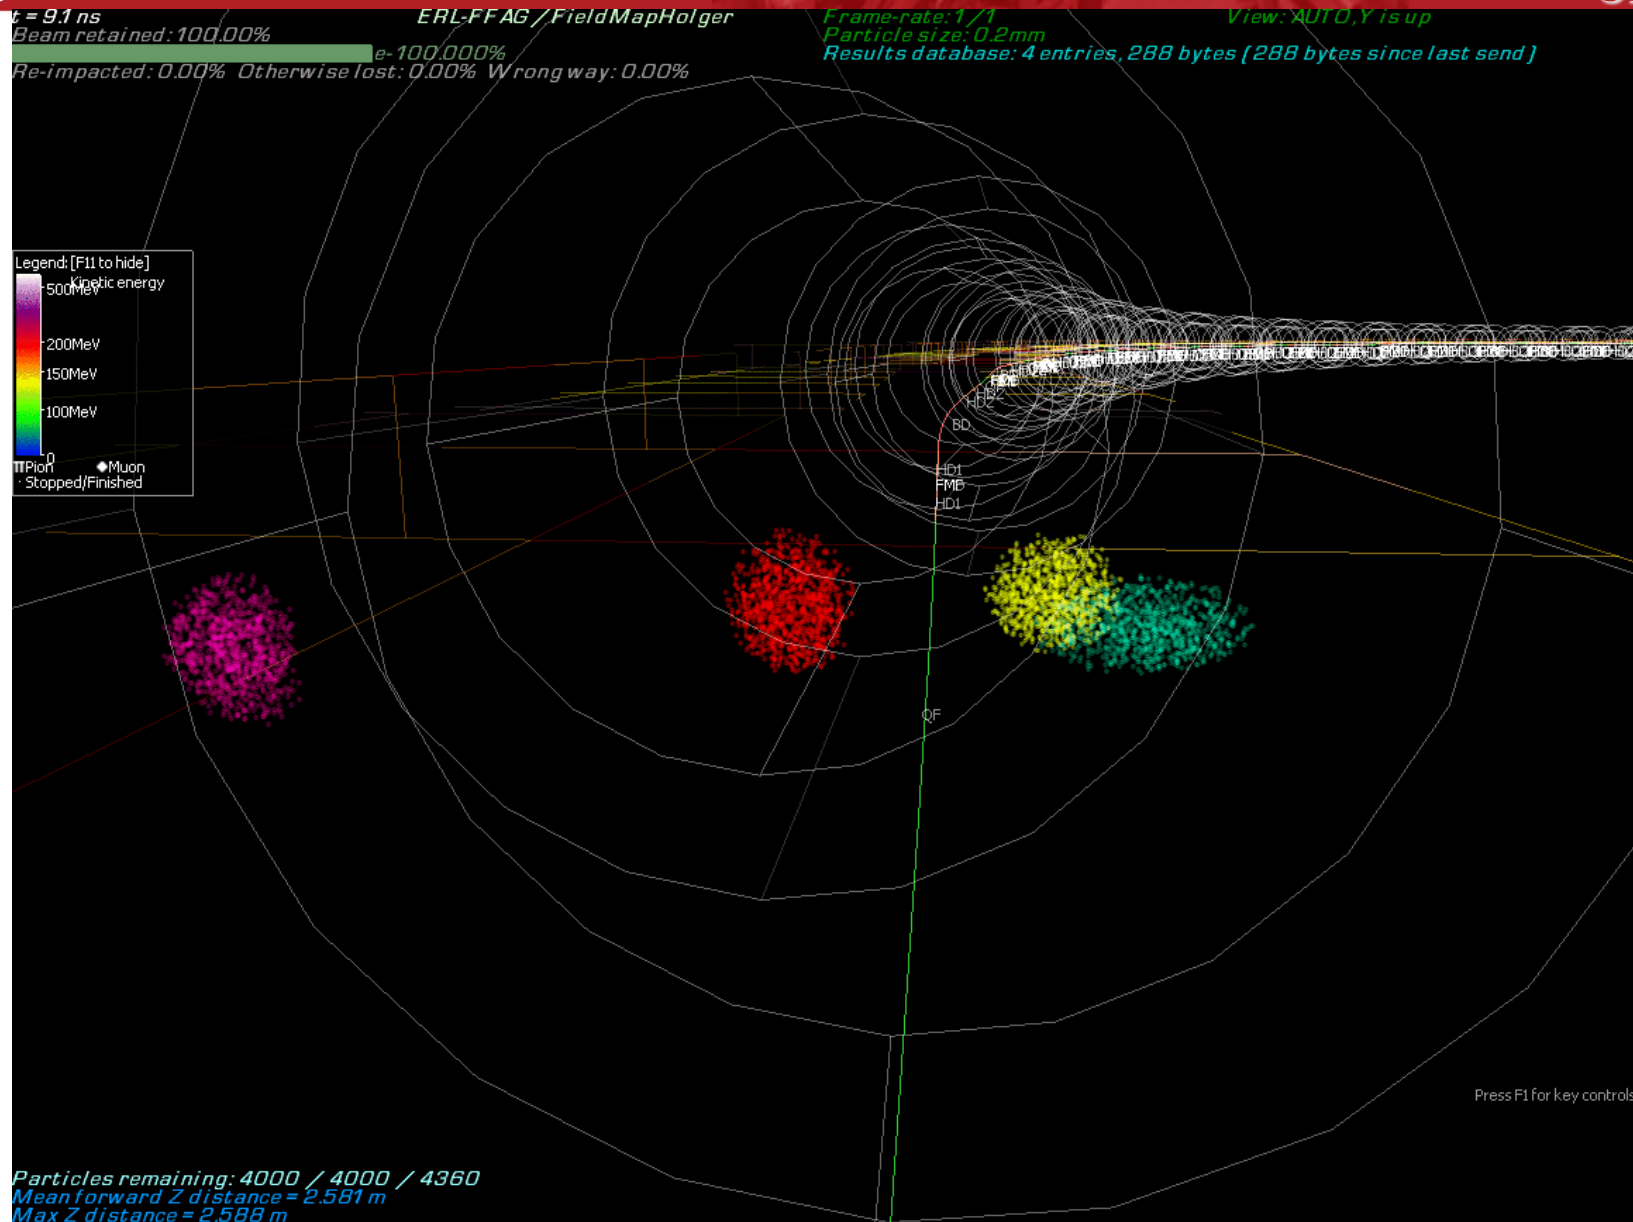 t = 9.1 ns
ERL-FFAG / FieldMapHolger
Frame-rate: 1 / 1
View: AUTO, Y is up
Beam retained: 100.00%
Particle size: 0.2mm
e- 100.000%
Results database: 4 entries, 288 bytes (288 bytes since last send)
Re-impacted: 0.00% Otherwise lost: 0.00% Wrong way: 0.00%
Legend: [F11 to hide]
Kinetic energy
500MeV
200MeV
150MeV
100MeV
0
πPion
Muon
· Stopped/Finished
BD
HD1
FMD
HD1
QF
Press F1 for key controls
Particles remaining: 4000 / 4000 / 4360
Mean forward Z distance = 2.581 m
Max Z distance = 2.588 m